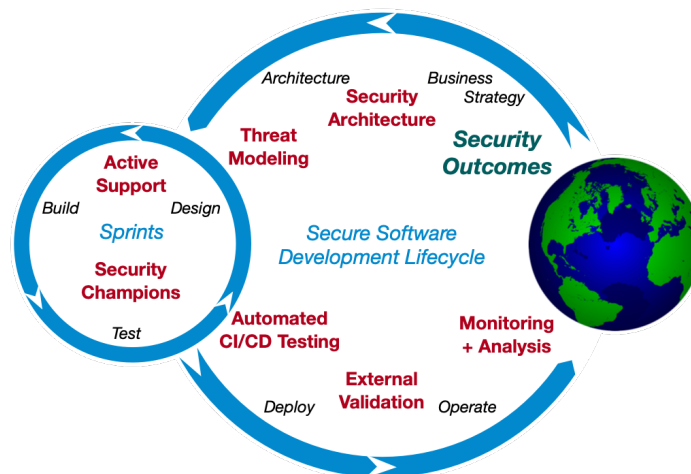 Architecture
Business
Strategy
Security
Architecture
Threat
Modeling
Security
Outcomes
Active
Support
Build
Design
Sprints
Secure Software
Development Lifecycle
Security
Champions
Test
Automated
CI/CD Testing
Monitoring
+ Analysis
External
Validation
Deploy
Operate